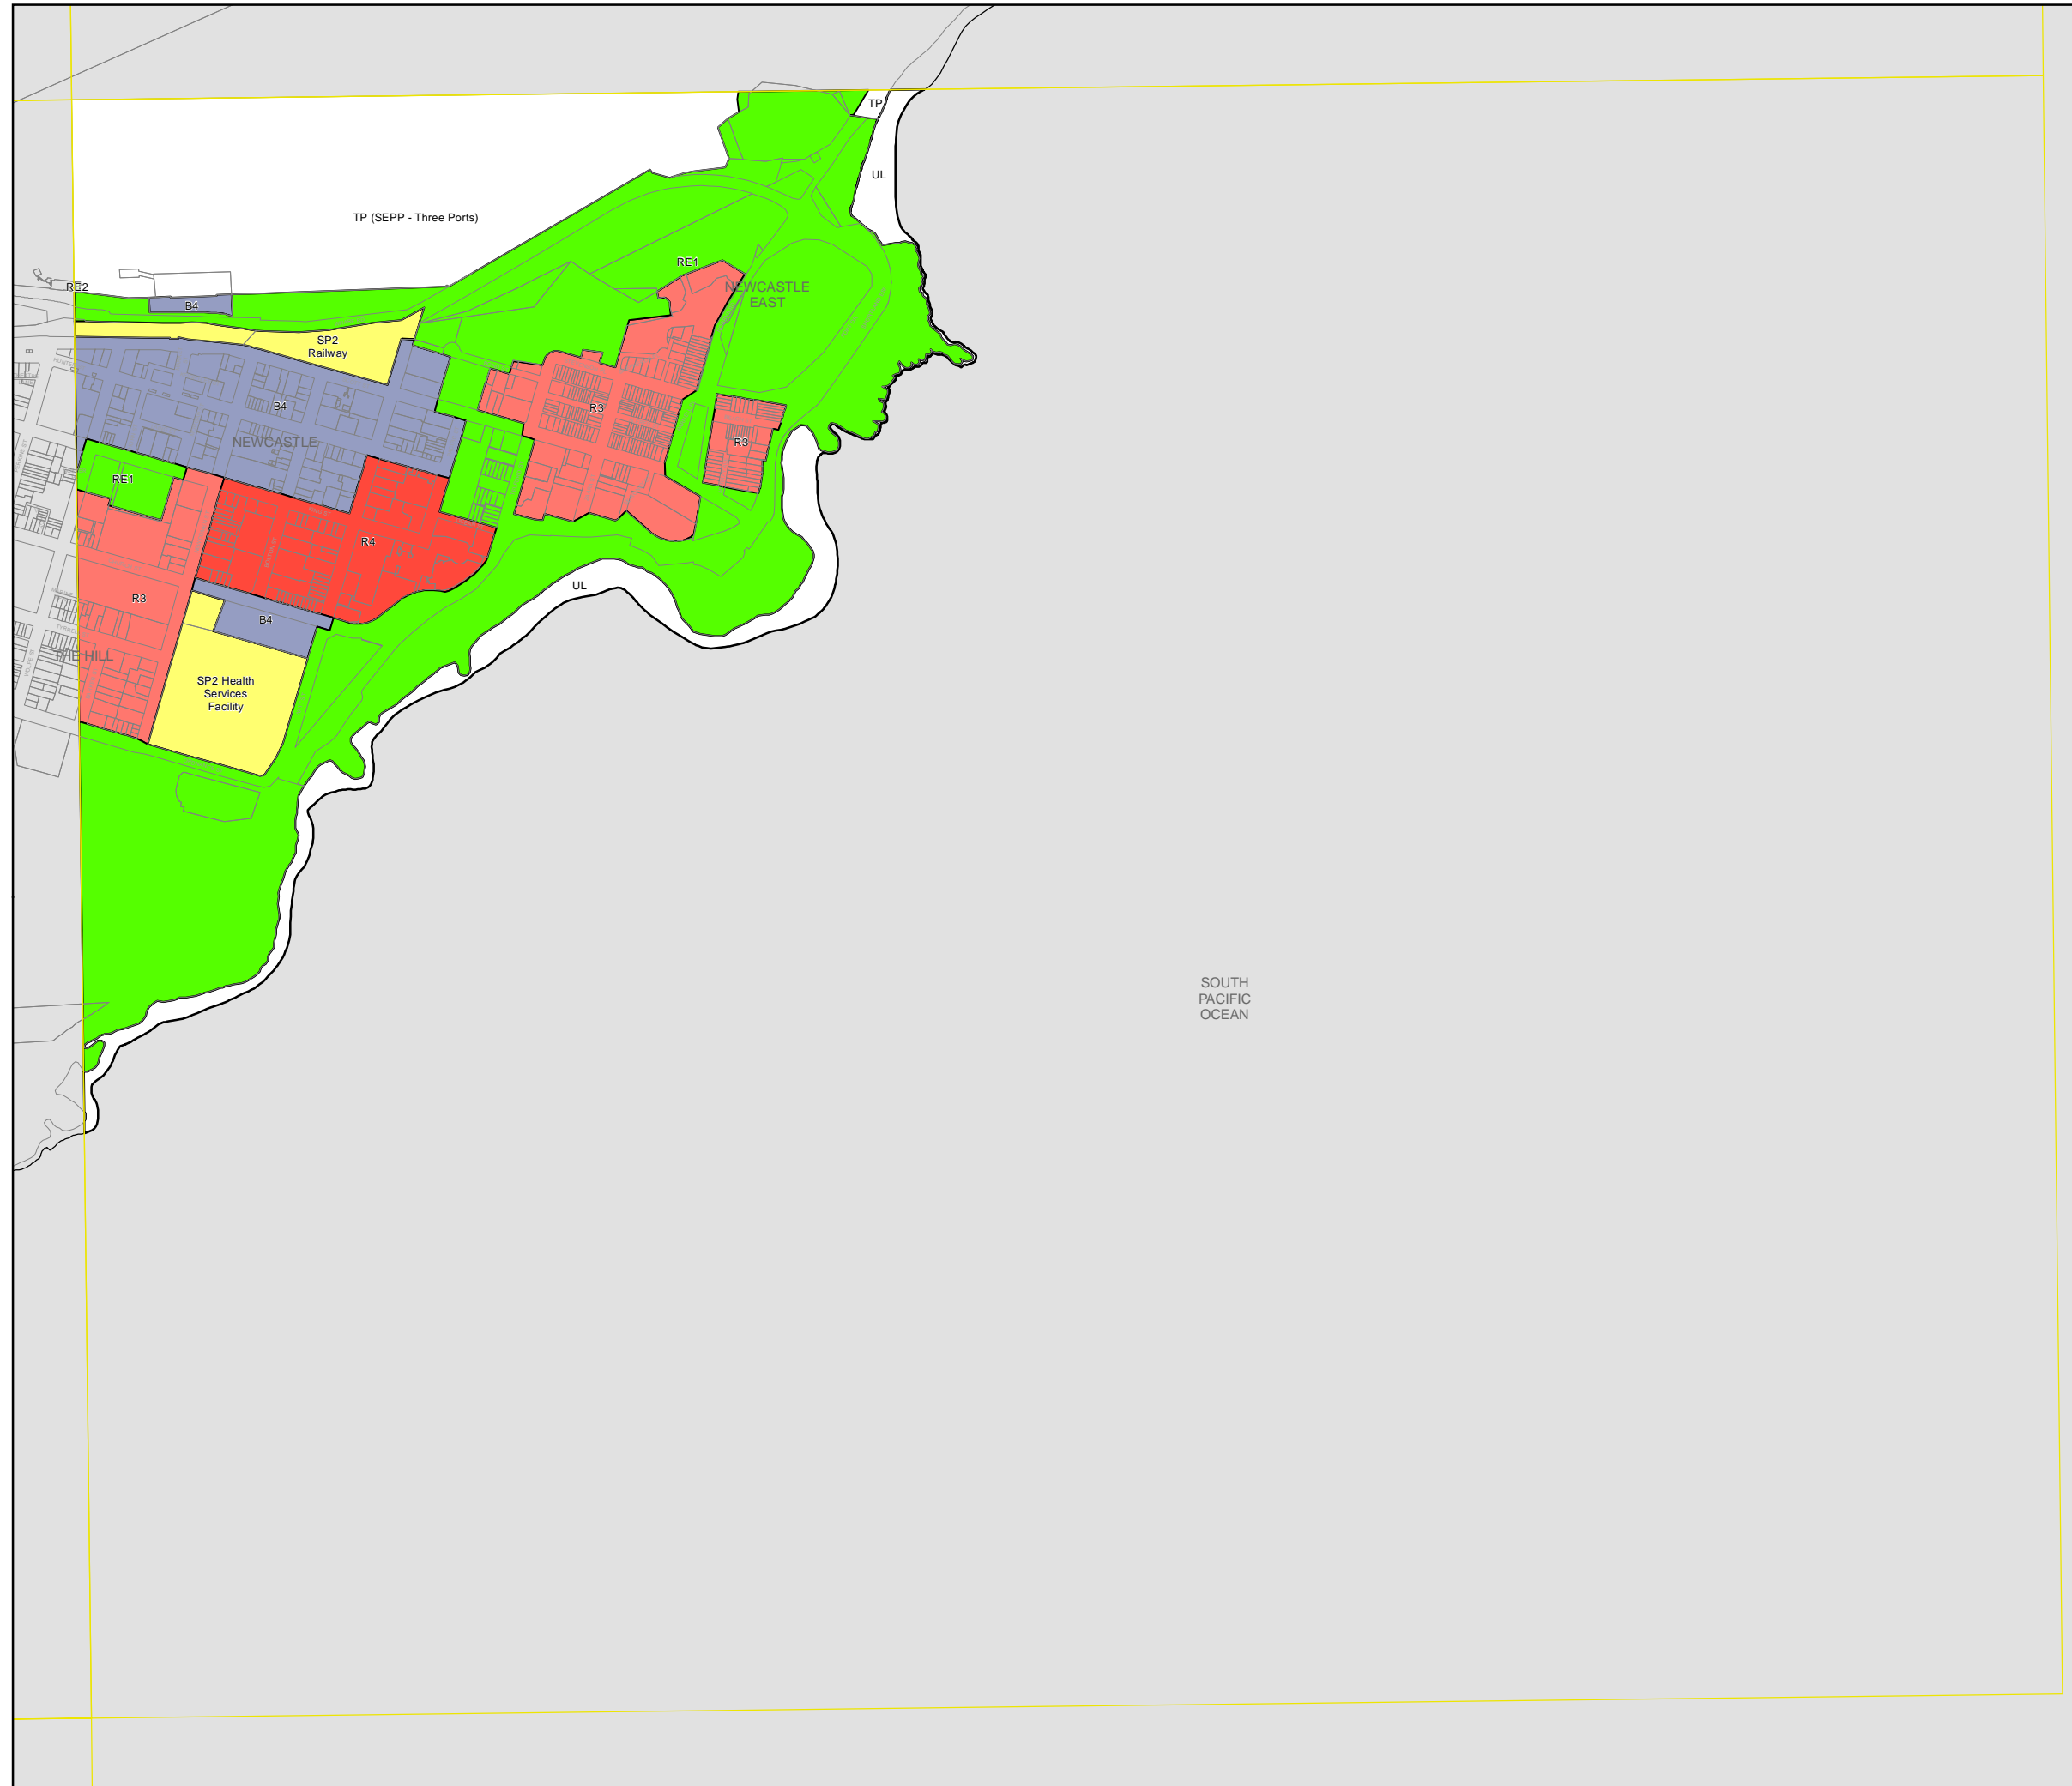 TP
UL
TP (SEPP - Three Ports)
RE1
NEWCASTLE
EAST
RE2
B4
SP2
Railway
B4
R3
NEWCASTLE
R3
RE1
R4
UL
R3
B4
THE HILL
SP2 Health
Services
Facility
SOUTH
PACIFIC
OCEAN